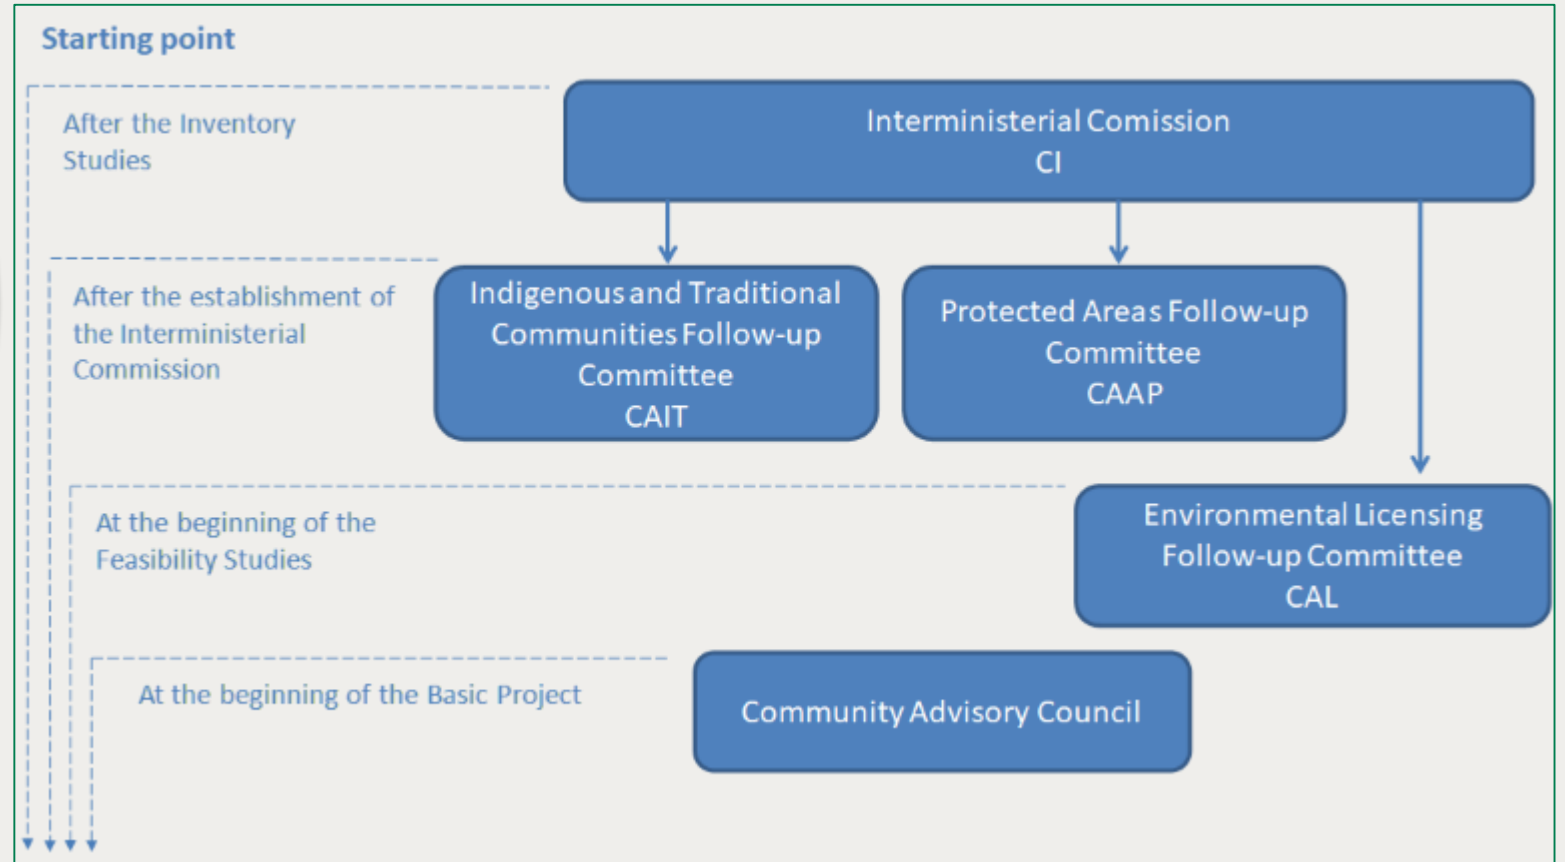 Starting point
After the Inventory
Studies
Interministerial Comission
CI
After the establishment of
the Interministerial
Commission
Indigenous and Traditional
Communities Follow-up
Committee
CAIT
Protected Areas Follow-up
Committee
CAAP
At the beginning of the
Feasibility Studies
Environmental Licensing
Follow-up Committee
CAL
At the beginning of the Basic Project
Community Advisory Council